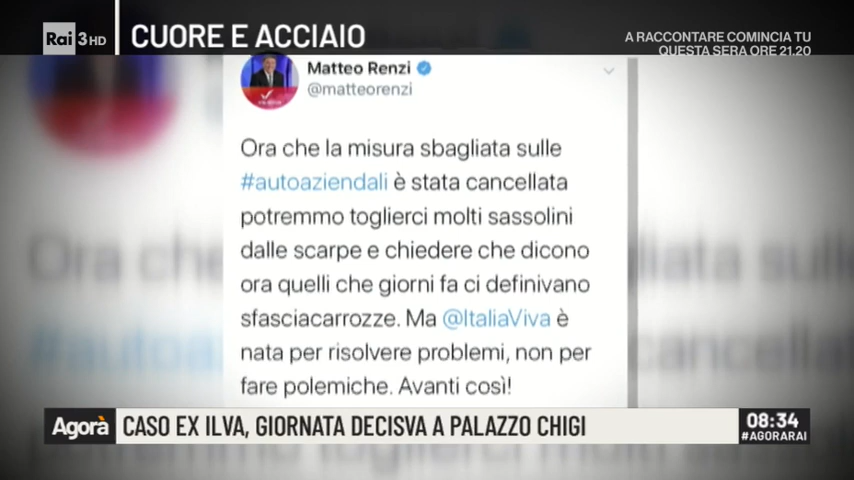 Rai 3HD
CUORE E ACCIAIO
A RACCONTARE COMINCIA TU
QUESTA SERA ORE 21.20
Matteo Renzi
@matteorenzi
Ora che la misura sbagliata sulle
#autoaziendali è stata cancellata
potremmo toglierci molti sassolini
dalle scarpe e chiedere che dicono
ora quelli che giorni fa ci definivano
sfasciacarrozze. Ma @ItaliaViva è
nata per risolvere problemi, non per
fare polemiche. Avanti così!
Agorà
CASO EX ILVA, GIORNATA DECISVA A PALAZZO CHIGI
08:34
#AGORARAI